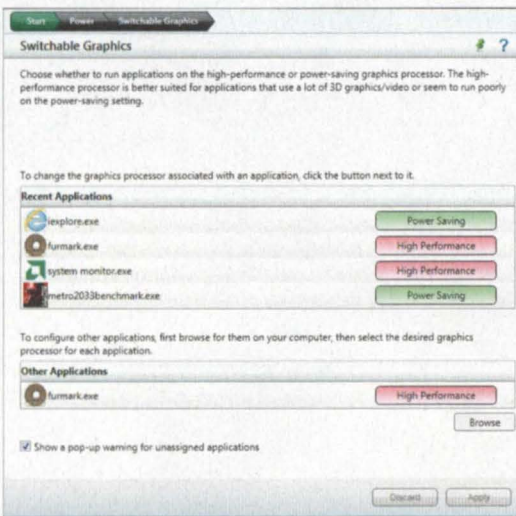 Start Power Switchable Graphics
Switchable Graphics
?
Choose whether to run applications on the high-performance or power-saving graphics processor. The high-
performance processor is better suited for applications that use a lot of 3D graphics/video or seem to run poorly
on the power-saving setting.
To change the graphics processor associated with an application, click the button next to it.
Recent Applications
iexplore.exe Power Saving
furmark.exe High Performance
system monitor.exe High Performance
metro2033benchmark.exe Power Saving
To configure other applications, first browse for them on your computer, then select the desired graphics
processor for each application.
Other Applications
furmark.exe High Performance
Browse
Show a pop-up warning for unassigned applications
Discard Apply